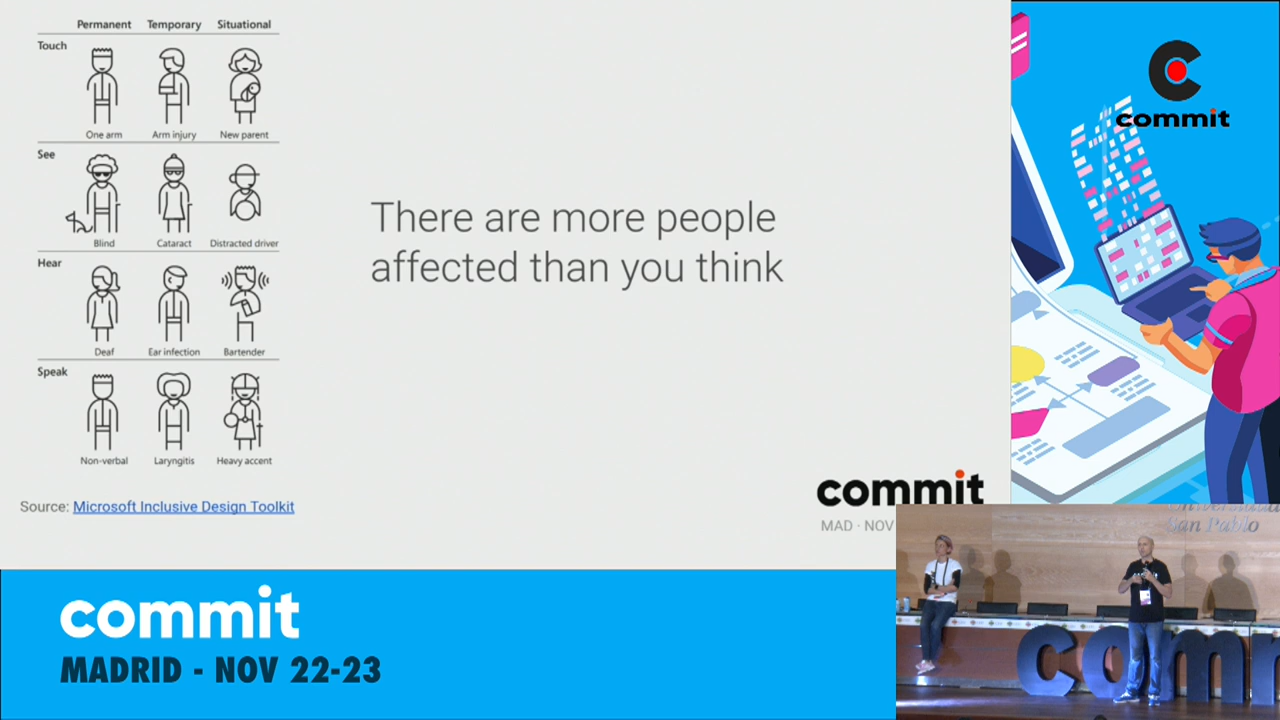 Permanent Temporary Situational
Touch
One arm Arm injury New parent
See
Blind Cataract Distracted driver
Hear
Deaf Ear infection Bartender
Speak
Non-verbal Laryngitis Heavy accent
Source: Microsoft Inclusive Design Toolkit
There are more people
affected than you think
commit
MAD · NOV
commit
commit
MADRID - NOV 22-23
San Pablo
com